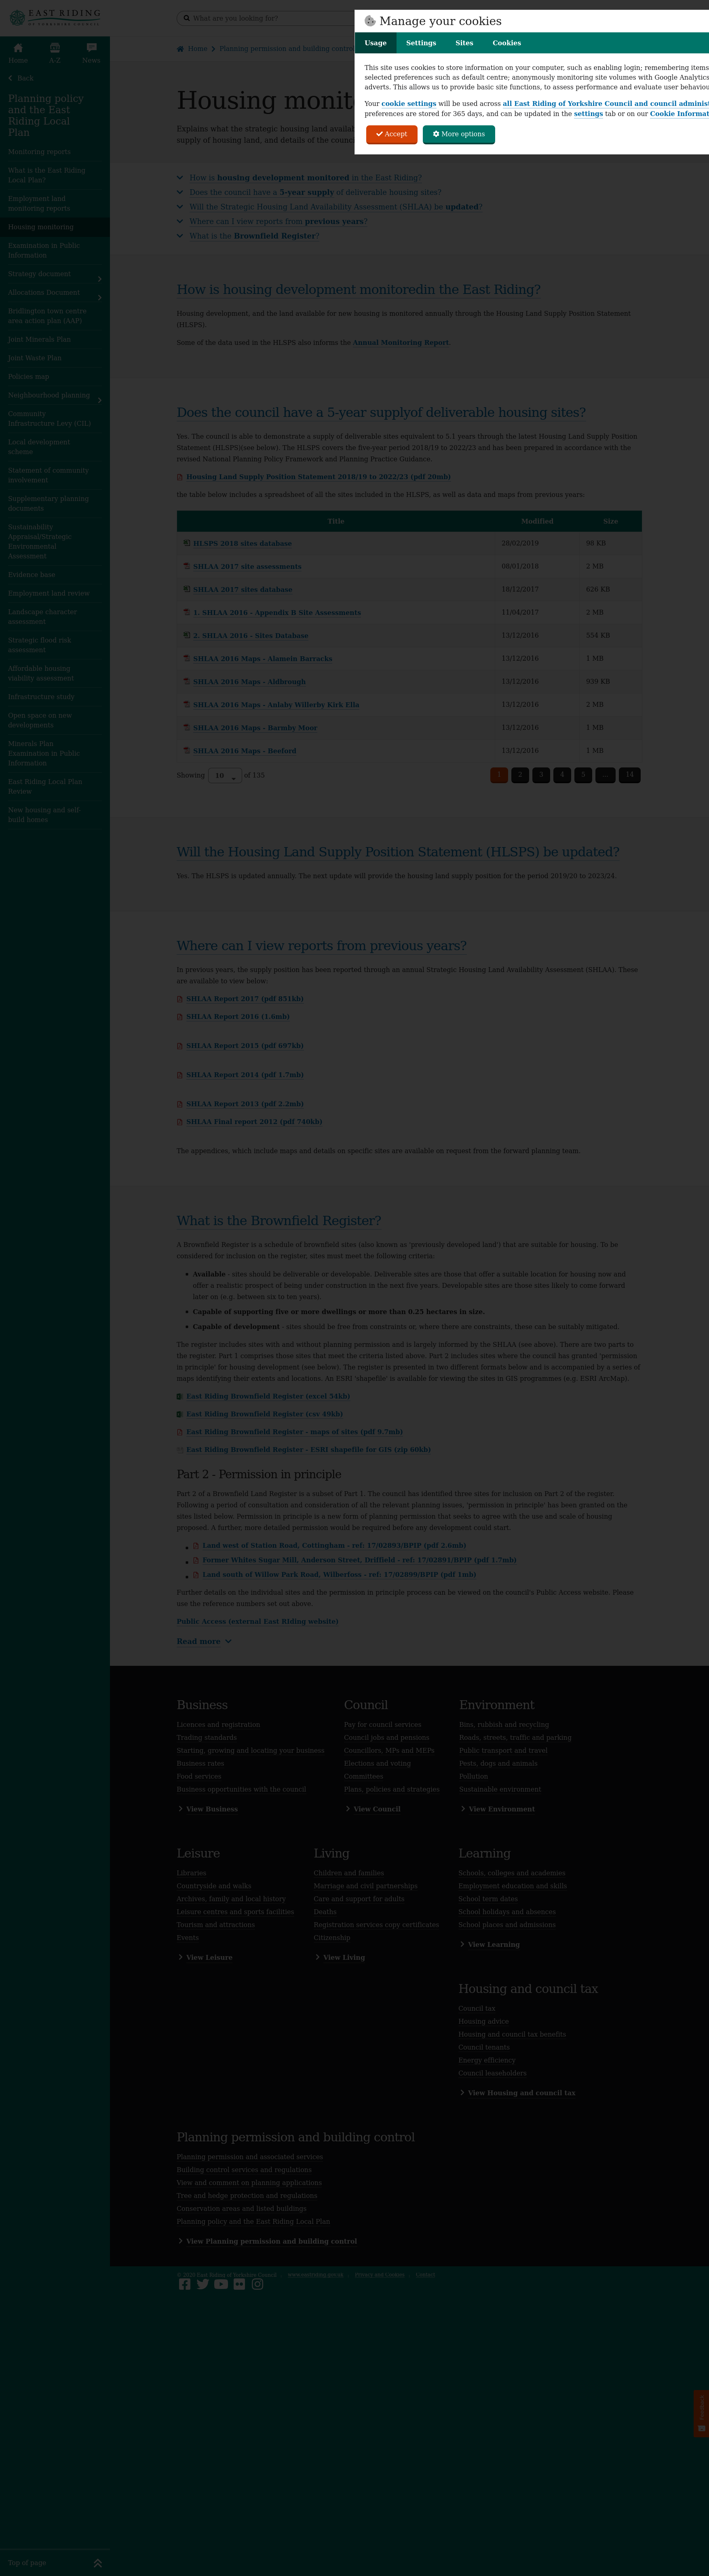 EAST RIDING
OF YORKSHIRE COUNCIL
What are you looking for?
Manage your cookies
Usage
Settings
Sites
Cookies
This site uses cookies to store information on your computer, such as enabling login; remembering items
selected preferences such as default centre; anonymously monitoring site volumes with Google Analytics
adverts. This allows us to provide basic site functions, to assess performance and evaluate user behaviou
Your cookie settings will be used across all East Riding of Yorkshire Council and council administ
preferences are stored for 365 days, and can be updated in the settings tab or on our Cookie Informat
Accept
More options
Home
A-Z
News
Back
Planning policy
and the East
Riding Local
Plan
Monitoring reports
What is the East Riding
Local Plan?
Employment land
monitoring reports
Housing monitoring
Examination in Public
Information
Strategy document
Allocations Document
Bridlington town centre
area action plan (AAP)
Joint Minerals Plan
Joint Waste Plan
Policies map
Neighbourhood planning
Community
Infrastructure Levy (CIL)
Local development
scheme
Statement of community
involvement
Supplementary planning
documents
Sustainability
Appraisal/Strategic
Environmental
Assessment
Evidence base
Employment land review
Landscape character
assessment
Strategic flood risk
assessment
Affordable housing
viability assessment
Infrastructure study
Open space on new
developments
Minerals Plan
Examination in Public
Information
East Riding Local Plan
Review
New housing and self-
build homes
Home
Planning permission and building control
Housing monito
Explains what the strategic housing land availab
supply of housing land, and details of the counc
How is housing development monitored in the East Riding?
Does the council have a 5-year supply of deliverable housing sites?
Will the Strategic Housing Land Availability Assessment (SHLAA) be updated?
Where can I view reports from previous years?
What is the Brownfield Register?
How is housing development monitoredin the East Riding?
Housing development, and the land available for new housing is monitored annually through the Housing Land Supply Position Statement
(HLSPS).
Some of the data used in the HLSPS also informs the Annual Monitoring Report.
Does the council have a 5-year supplyof deliverable housing sites?
Yes. The council is able to demonstrate a supply of deliverable sites equivalent to 5.1 years through the latest Housing Land Supply Position
Statement (HLSPS)(see below). The HLSPS covers the five-year period 2018/19 to 2022/23 and has been prepared in accordance with the
revised National Planning Policy Framework and Planning Practice Guidance.
Housing Land Supply Position Statement 2018/19 to 2022/23 (pdf 20mb)
the table below includes a spreadsheet of all the sites included in the HLSPS, as well as data and maps from previous years:
Title Modified Size
HLSPS 2018 sites database 28/02/2019 98 KB
SHLAA 2017 site assessments 08/01/2018 2 MB
SHLAA 2017 sites database 18/12/2017 626 KB
1. SHLAA 2016 - Appendix B Site Assessments 11/04/2017 2 MB
2. SHLAA 2016 - Sites Database 13/12/2016 554 KB
SHLAA 2016 Maps - Alamein Barracks 13/12/2016 1 MB
SHLAA 2016 Maps - Aldbrough 13/12/2016 939 KB
SHLAA 2016 Maps - Anlaby Willerby Kirk Ella 13/12/2016 2 MB
SHLAA 2016 Maps - Barmby Moor 13/12/2016 1 MB
SHLAA 2016 Maps - Beeford 13/12/2016 1 MB
Showing 10 of 135
1 2 3 4 5 ... 14
Will the Housing Land Supply Position Statement (HLSPS) be updated?
Yes. The HLSPS is updated annually. The next update will provide the housing land supply position for the period 2019/20 to 2023/24.
Where can I view reports from previous years?
In previous years, the supply position has been reported through an annual Strategic Housing Land Availability Assessment (SHLAA). These
are available to view below:
SHLAA Report 2017 (pdf 851kb)
SHLAA Report 2016 (1.6mb)
SHLAA Report 2015 (pdf 697kb)
SHLAA Report 2014 (pdf 1.7mb)
SHLAA Report 2013 (pdf 2.2mb)
SHLAA Final report 2012 (pdf 740kb)
The appendices, which include maps and details on specific sites are available on request from the forward planning team.
What is the Brownfield Register?
A Brownfield Register is a schedule of brownfield sites (also known as 'previously developed land') that are suitable for housing. To be
considered for inclusion on the register, sites must meet the following criteria:
Available - sites should be deliverable or developable. Deliverable sites are those that offer a suitable location for housing now and
offer a realistic prospect of being under construction in the next five years. Developable sites are those sites likely to come forward
later on (e.g. between six to ten years).
Capable of supporting five or more dwellings or more than 0.25 hectares in size.
Capable of development - sites should be free from constraints or, where there are constraints, these can be suitably mitigated.
The register includes sites with and without planning permission and is largely informed by the SHLAA (see above). There are two parts to
the register. Part 1 comprises those sites that meet the criteria listed above. Part 2 includes sites where the council has granted 'permission
in principle' for housing development (see below). The register is presented in two different formats below and is accompanied by a series of
maps identifying their extents and locations. An ESRI 'shapefile' is available for viewing the sites in GIS programmes (e.g. ESRI ArcMap).
East Riding Brownfield Register (excel 54kb)
East Riding Brownfield Register (csv 49kb)
East Riding Brownfield Register - maps of sites (pdf 9.7mb)
East Riding Brownfield Register - ESRI shapefile for GIS (zip 60kb)
Part 2 - Permission in principle
Part 2 of a Brownfield Land Register is a subset of Part 1. The council has identified three sites for inclusion on Part 2 of the register.
Following a period of consultation and consideration of all the relevant planning issues, 'permission in principle' has been granted on the
sites below. Permission in principle is a new form of planning permission that seeks to agree with the use and scale of housing
proposed. A further, more detailed permission would be required before any development could start.
Land west of Station Road, Cottingham - ref: 17/02893/BPIP (pdf 2.6mb)
Former Whites Sugar Mill, Anderson Street, Driffield - ref: 17/02891/BPIP (pdf 1.7mb)
Land south of Willow Park Road, Wilberfoss - ref: 17/02899/BPIP (pdf 1mb)
Further details on the individual sites and the permission in principle process can be viewed on the council's Public Access website. Please
use the reference numbers set out above.
Public Access (external East Riding website)
Read more
Business
Licences and registration
Trading standards
Starting, growing and locating your business
Business rates
Food services
Business opportunities with the council
View Business
Council
Pay for council services
Council jobs and pensions
Councillors, MPs and MEPs
Elections and voting
Committees
Plans, policies and strategies
View Council
Environment
Bins, rubbish and recycling
Roads, streets, traffic and parking
Public transport and travel
Pests, dogs and animals
Pollution
Sustainable environment
View Environment
Leisure
Libraries
Countryside and walks
Archives, family and local history
Leisure centres and sports facilities
Tourism and attractions
Events
View Leisure
Living
Children and families
Marriage and civil partnerships
Care and support for adults
Deaths
Registration services copy certificates
Citizenship
View Living
Learning
Schools, colleges and academies
Employment education and skills
School term dates
School holidays and absences
School places and admissions
View Learning
Housing and council tax
Council tax
Housing advice
Housing and council tax benefits
Council tenants
Energy efficiency
Council leaseholders
View Housing and council tax
Planning permission and building control
Planning permission and associated services
Building control services and regulations
View and comment on planning applications
Tree and hedge protection and regulations
Conservation areas and listed buildings
Planning policy and the East Riding Local Plan
View Planning permission and building control
East Riding of Yorkshire Council
www.eastriding.gov.uk
Privacy and cookies
Contact
Top of page